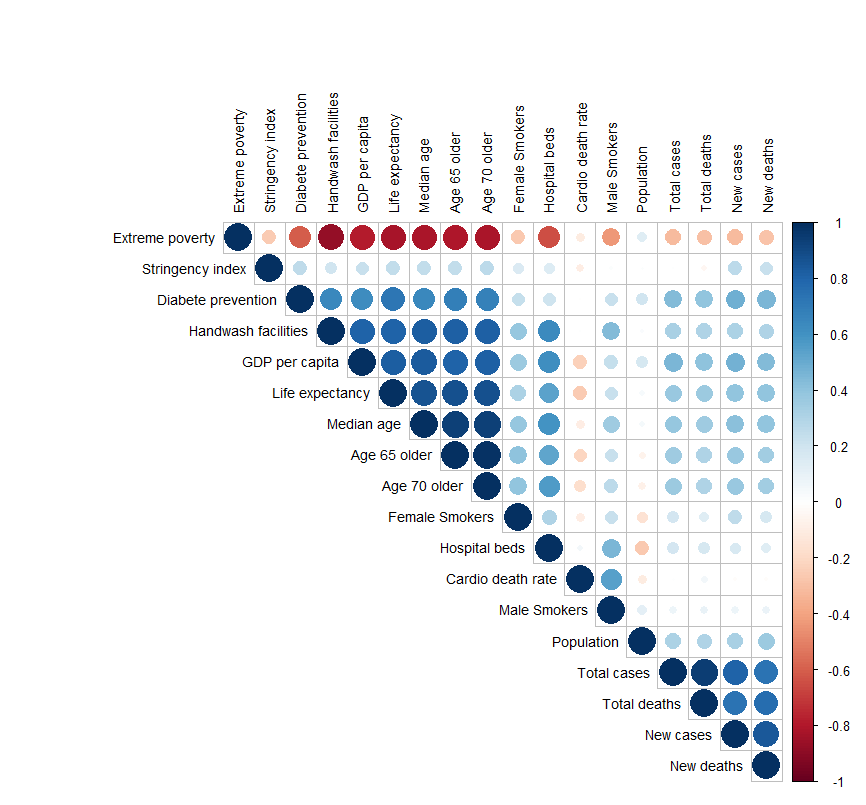 Extreme poverty
Stringency index
Diabete prevention
Handwash facilities
GDP per capita
Life expectancy
Median age
Age 65 older
Age 70 older
Female Smokers
Hospital beds
Cardio death rate
Male Smokers
Population
Total cases
Total deaths
New cases
New deaths
Extreme poverty
Stringency index
Diabete prevention
Handwash facilities
GDP per capita
Life expectancy
Median age
Age 65 older
Age 70 older
Female Smokers
Hospital beds
Cardio death rate
Male Smokers
Population
Total cases
Total deaths
New cases
New deaths
1
0.8
0.6
0.4
0.2
0
-0.2
-0.4
-0.6
-0.8
-1